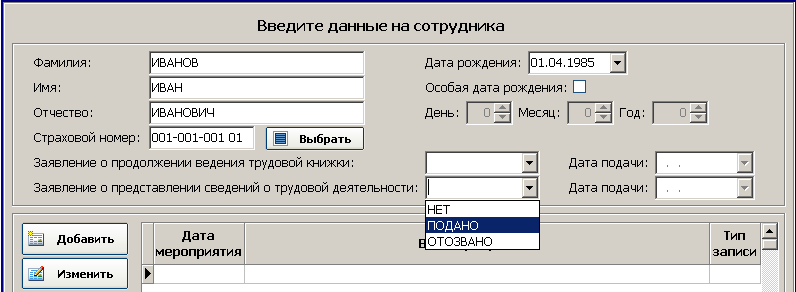 Введите данные на сотрудника
Фамилия: ИВАНОВ Дата рождения: 01.04.1985
Имя: ИВАН Особая дата рождения:
Отчество: ИВАНОВИЧ День: 0 Месяц: 0 Год: 0
Страховой номер: 001-001-001 01 Выбрать
Заявление о продолжении ведения трудовой книжки: Дата подачи: . .
Заявление о представлении сведений о трудовой деятельности: Дата подачи: . .
НЕТ
ПОДАНО
ОТОЗВАНО
Добавить
Изменить
Дата
мероприятия
Тип
записи